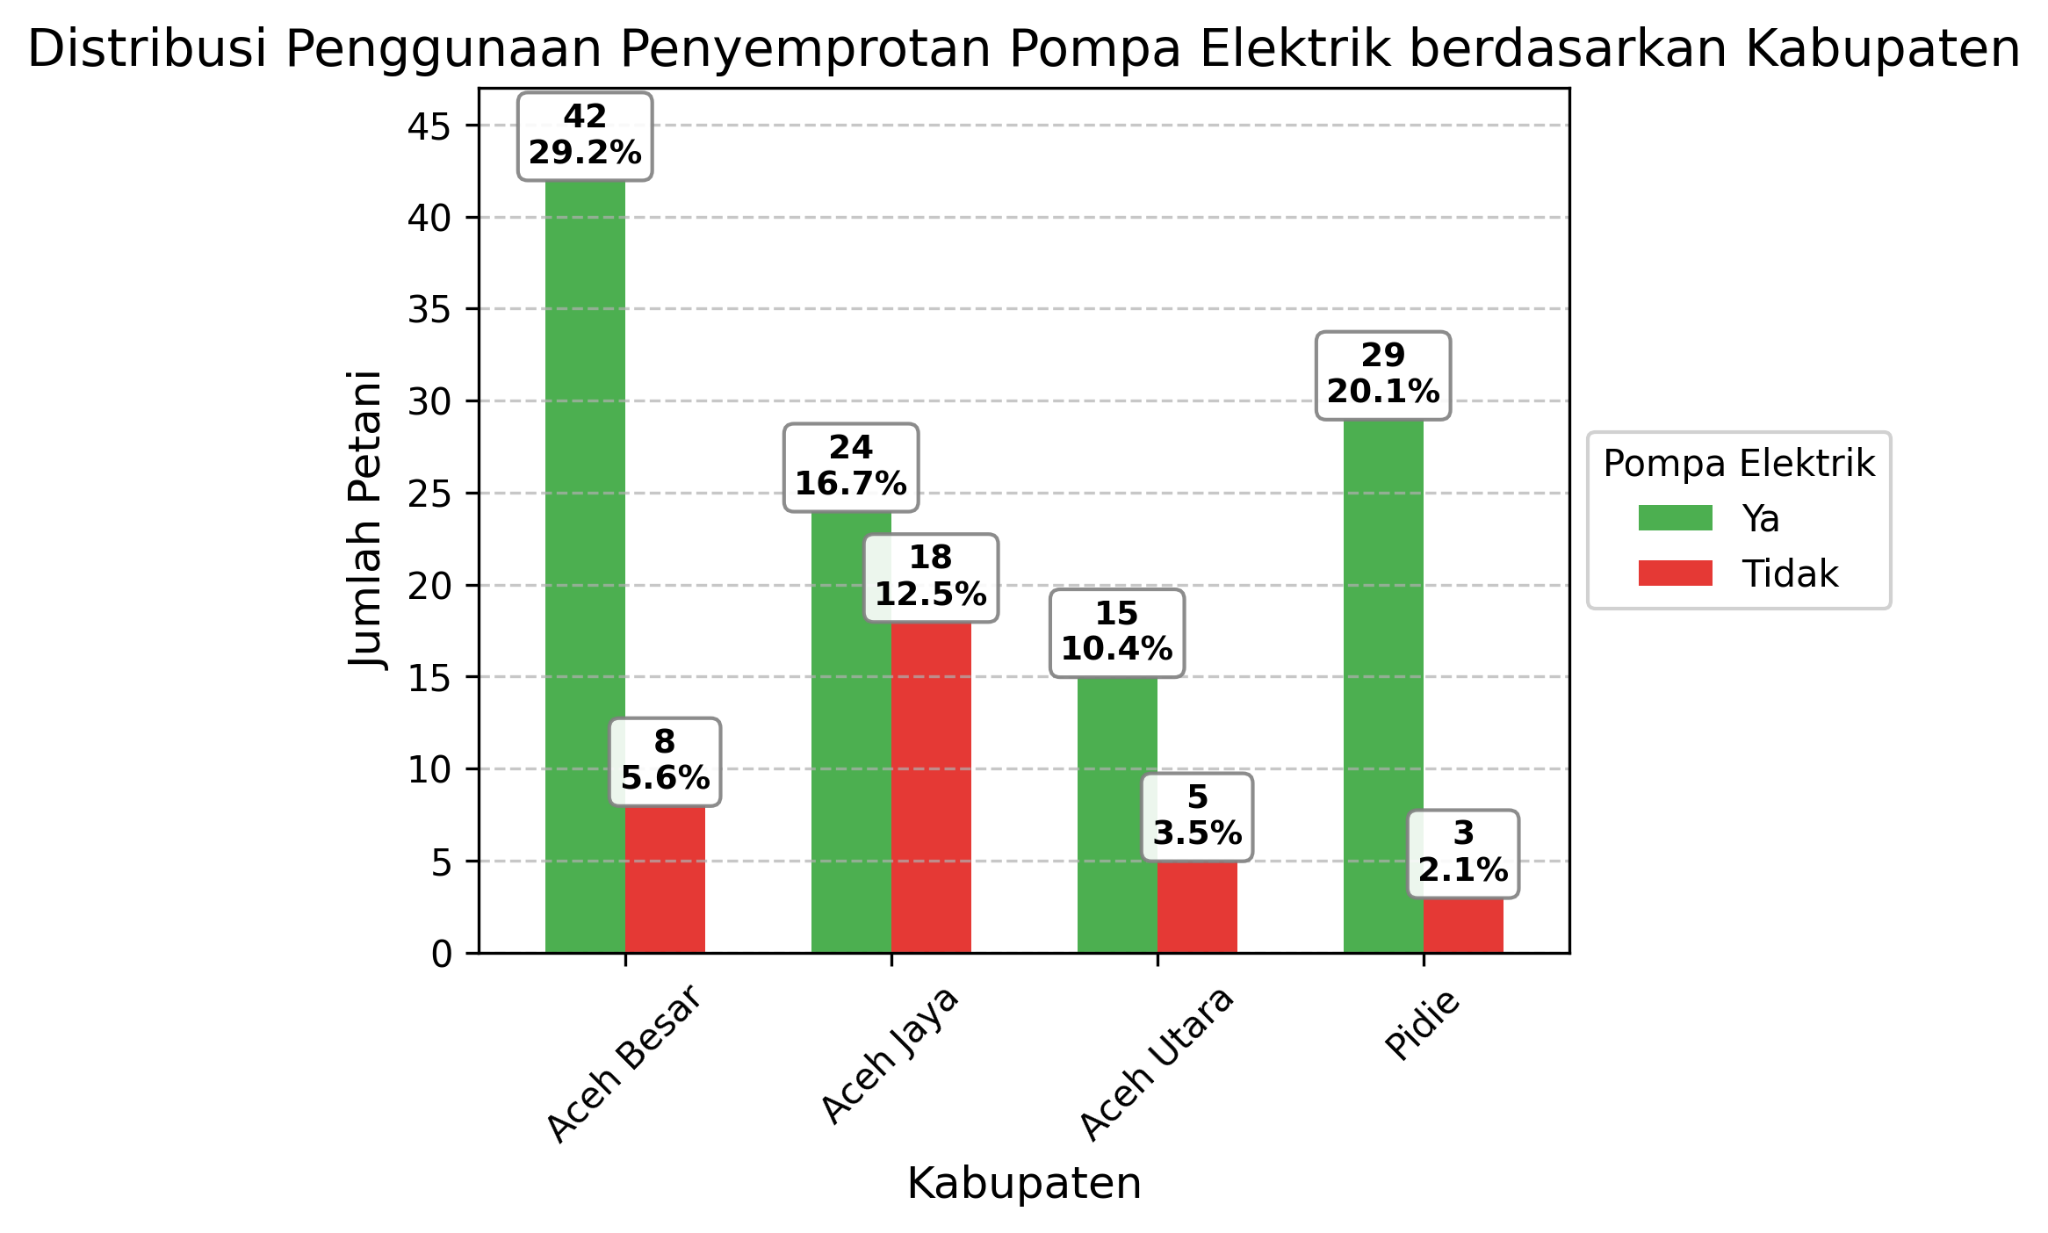 Distribusi Penggunaan Penyemprotan Pompa Elektrik berdasarkan Kabupaten
Jumlah Petani
45
40
35
30
25
20
15
10
5
0
42
29.2%
8
5.6%
24
16.7%
18
12.5%
15
10.4%
5
3.5%
29
20.1%
3
2.1%
Aceh Besar
Aceh Jaya
Aceh Utara
Pidie
Kabupaten
Pompa Elektrik
Ya
Tidak